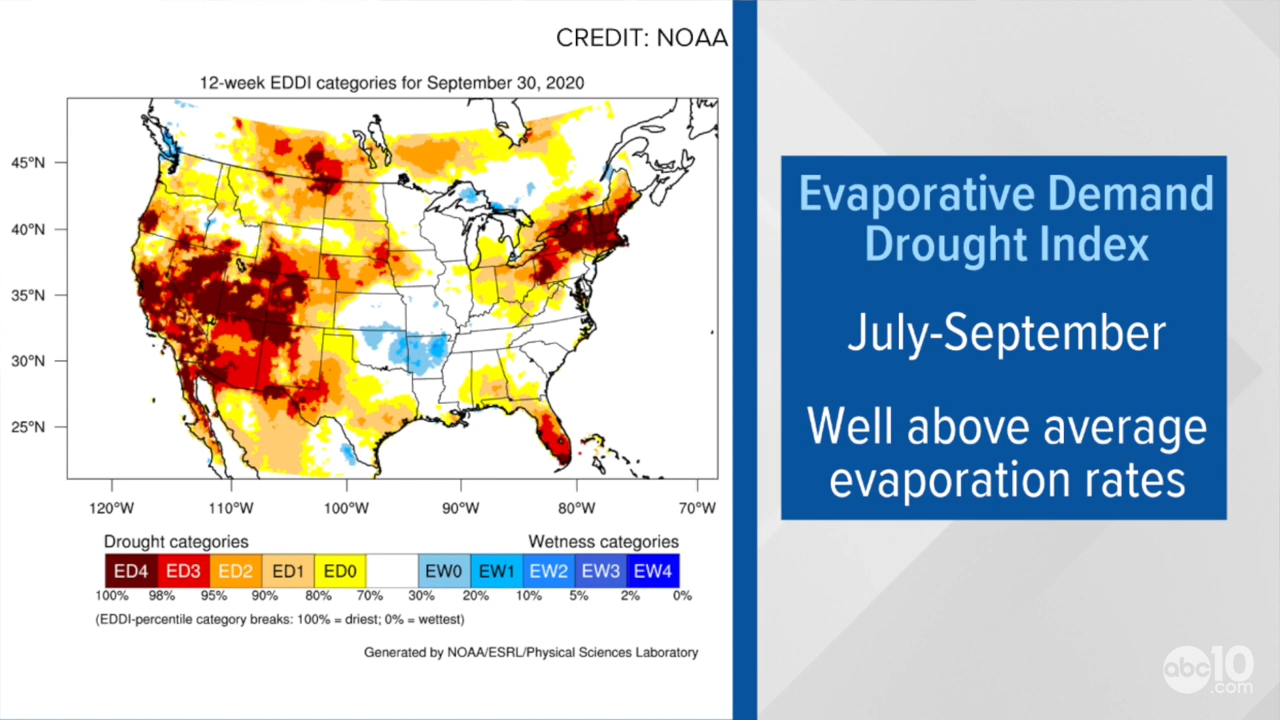 CREDIT: NOAA
12-week EDDI categories for September 30, 2020
45°N
40°N
35°N
30°N
25°N
120°W 110°W 100°W 90°W 80°W 70°W
Drought categories Wetness categories
ED4 ED3 ED2 ED1 ED0 EW0 EW1 EW2 EW3 EW4
100% 98% 95% 90% 80% 70% 30% 20% 10% 5% 2% 0%
(EDDI-percentile category breaks: 100% = driest; 0% = wettest)
Generated by NOAA/ESRL/Physical Sciences Laboratory
Evaporative Demand
Drought Index
July-September
Well above average
evaporation rates
abc10
.com